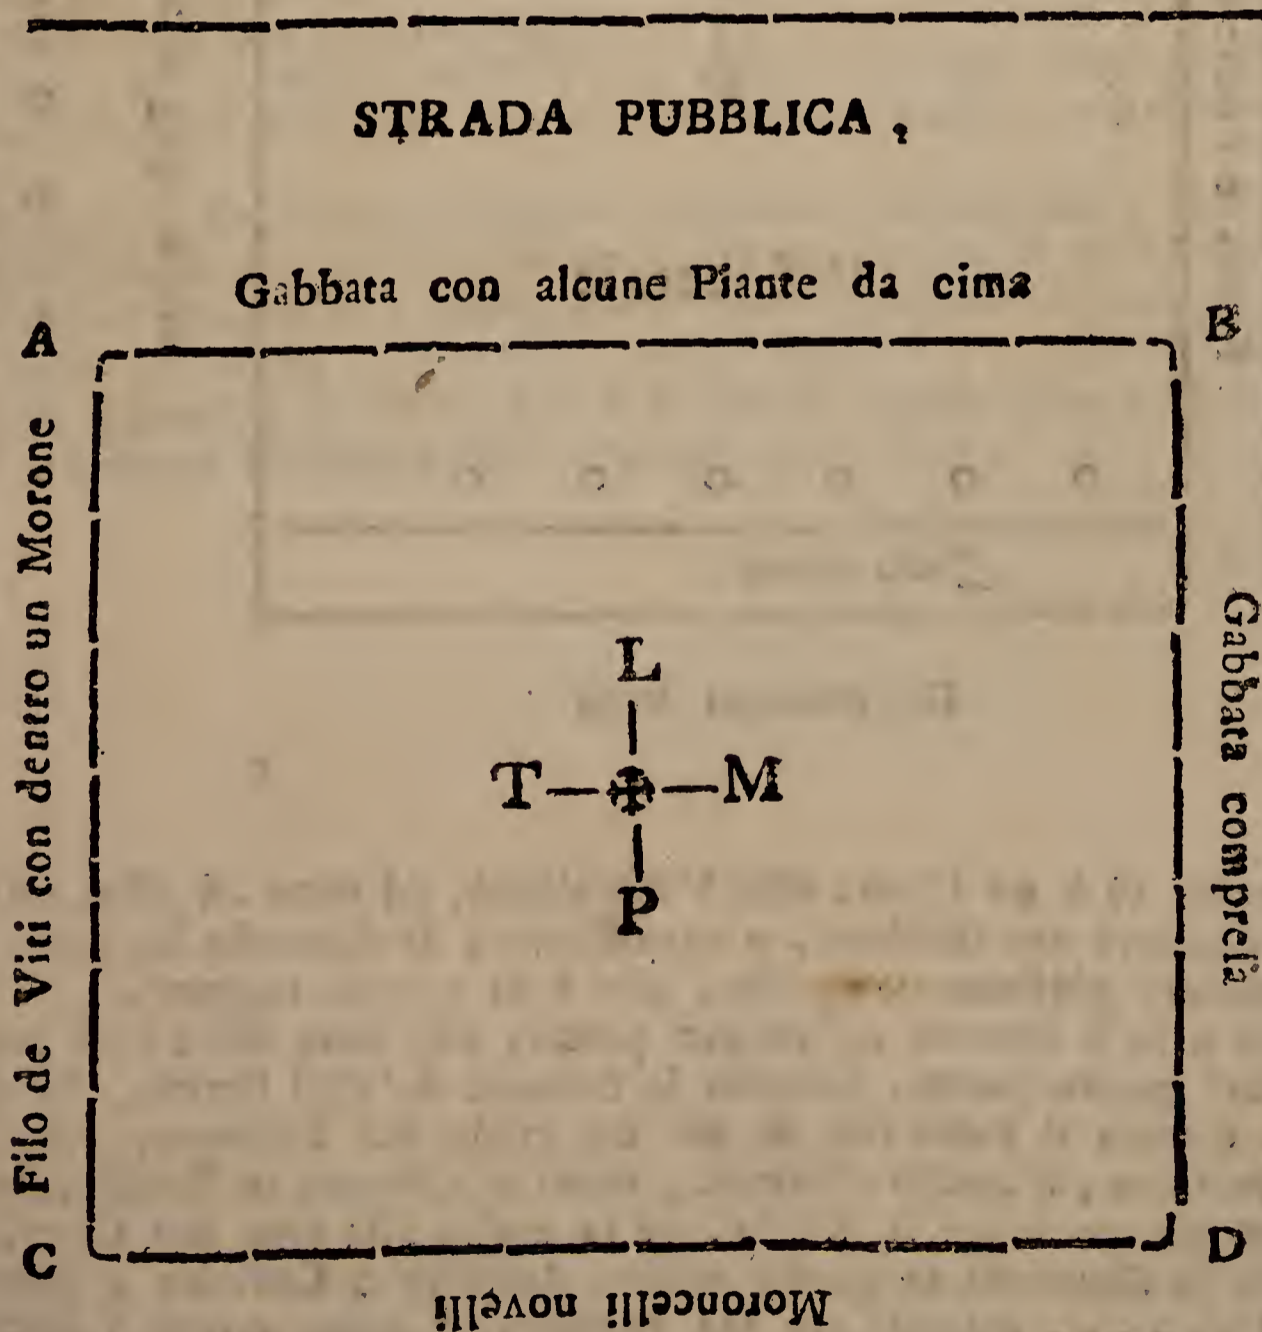 STRADA PUBBLICA,
Gabbata con alcune Piante da cima
A
B
Filo de Viti con dentro un Morone
Gabbata compresa
L
T M
P
C
D
Moroncelli novelli